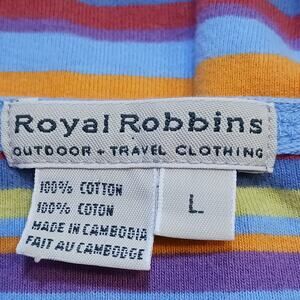 Royal Robbins
OUTDOOR + TRAVEL CLOTHING
100% COTTON
100% COTON
MADE IN CAMBODIA
FAIT AU CAMBODGE
L